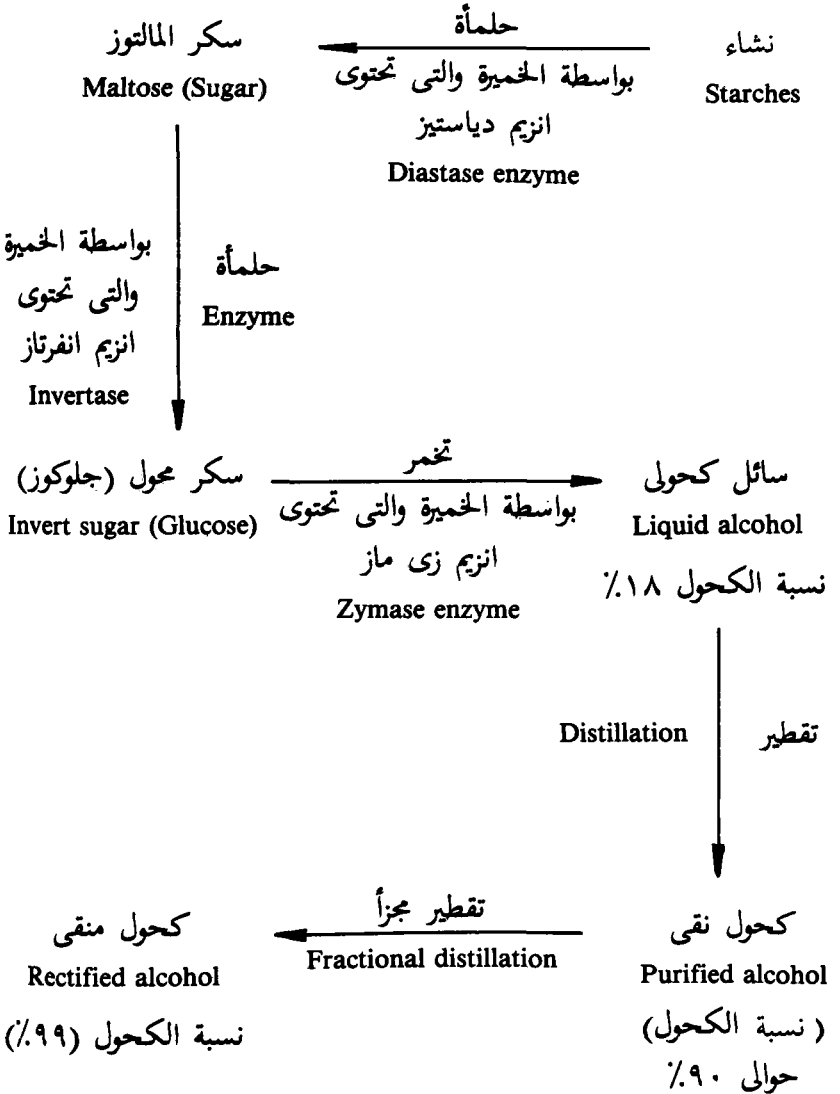 نشاء
Starches
حلمأة
بواسطة الخميرة والتى تحتوى
انزيم دياستيز
Diastase enzyme
سكر المالتوز
Maltose (Sugar)
بواسطة الخميرة
والتى تحتوى
انزيم انفرتاز
Invertase
حلمأة
Enzyme
سكر محول (جلوكوز)
Invert sugar (Glucose)
تخمر
بواسطة الخميرة والتى تحتوى
انزيم زى ماز
Zymase enzyme
سائل كحولى
Liquid alcohol
نسبة الكحول ١٨٪
Distillation
تقطير
كحول نقى
Purified alcohol
(نسبة الكحول)
حوالى ٩٠٪
تقطير مجزأ
Fractional distillation
كحول منقى
Rectified alcohol
نسبة الكحول (٩٩٪)